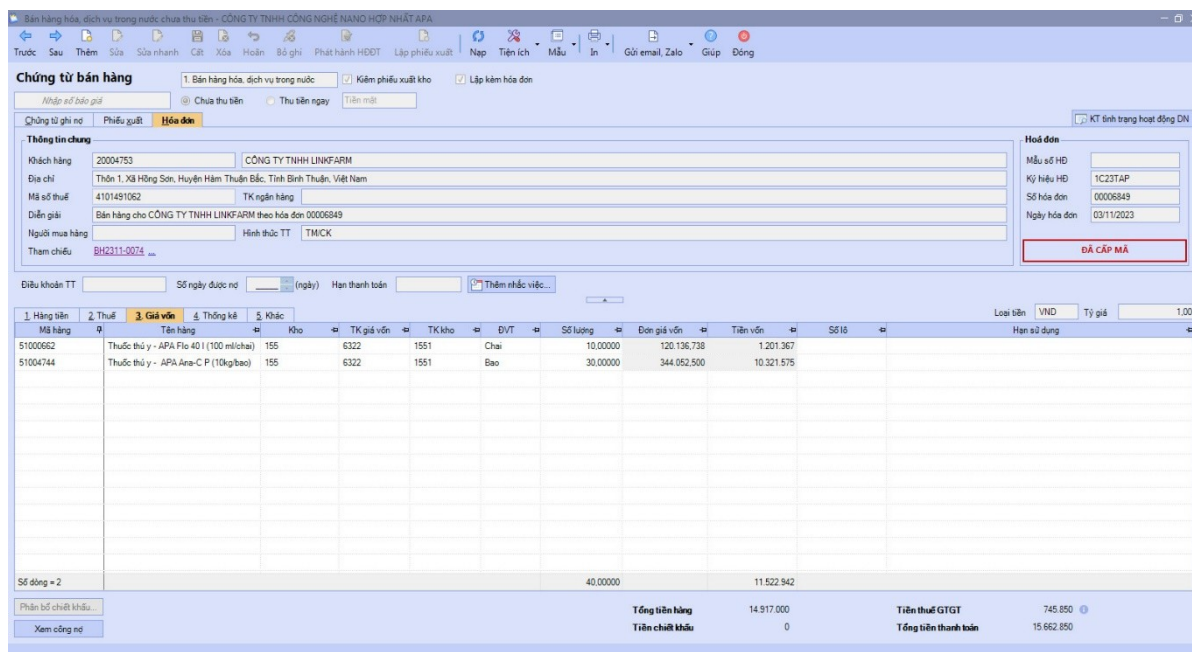 Bán hàng hóa, dịch vụ trong nước chưa thu tiền - CÔNG TY TNHH CÔNG NGHỆ NANO HỢP NHẤT APA
Trước Sau Thêm Sửa Sửa nhanh Cất Xóa Hoãn Bỏ ghi Phát hành HĐĐT Lập phiếu xuất Nạp Tiện ích Mẫu In Gửi email, Zalo Giúp Đóng
Chứng từ bán hàng 1. Bán hàng hóa, dịch vụ trong nước Kiêm phiếu xuất kho Lập kèm hóa đơn
Nhập số báo giá Chưa thu tiền Thu tiền ngay Tiền mặt
Chứng từ ghi nợ Phiếu xuất Hóa đơn KT tình trạng hoạt động DN
Thông tin chung Hoá đơn
Khách hàng 20004753 CÔNG TY TNHH LINKFARM Mẫu số HĐ
Địa chỉ Thôn 1, Xã Hồng Sơn, Huyện Hàm Thuận Bắc, Tỉnh Bình Thuận, Việt Nam Ký hiệu HĐ 1C23TAP
Mã số thuế 4101491062 TK ngân hàng Số hóa đơn 00006849
Diễn giải Bán hàng cho CÔNG TY TNHH LINKFARM theo hóa đơn 00006849 Ngày hóa đơn 03/11/2023
Người mua hàng Hình thức TT TM/CK
Tham chiếu BH2311-0074 ... ĐÃ CẤP MÃ
Điều khoản TT Số ngày được nợ (ngày) Hạn thanh toán Thêm nhắc việc...
1. Hàng tiền 2. Thuế 3. Giá vốn 4. Thống kê 5. Khác Loại tiền VND Tỷ giá 1,00
Mã hàng Tên hàng Kho TK giá vốn TK kho ĐVT Số lượng Đơn giá vốn Tiền vốn Số lô Hạn sử dụng
51000662 Thuốc thú y - APA Flo 40 I (100 ml/chai) 155 6322 1551 Chai 10,00000 120.136,738 1.201.367
51004744 Thuốc thú y - APA Ana-C P (10kg/bao) 155 6322 1551 Bao 30,00000 344.052,500 10.321.575
Số dòng = 2 40,00000 11.522.942
Phân bổ chiết khấu... Tổng tiền hàng 14.917.000 Tiền thuế GTGT 745.850
Xem công nợ Tiền chiết khấu 0 Tổng tiền thanh toán 15.662.850